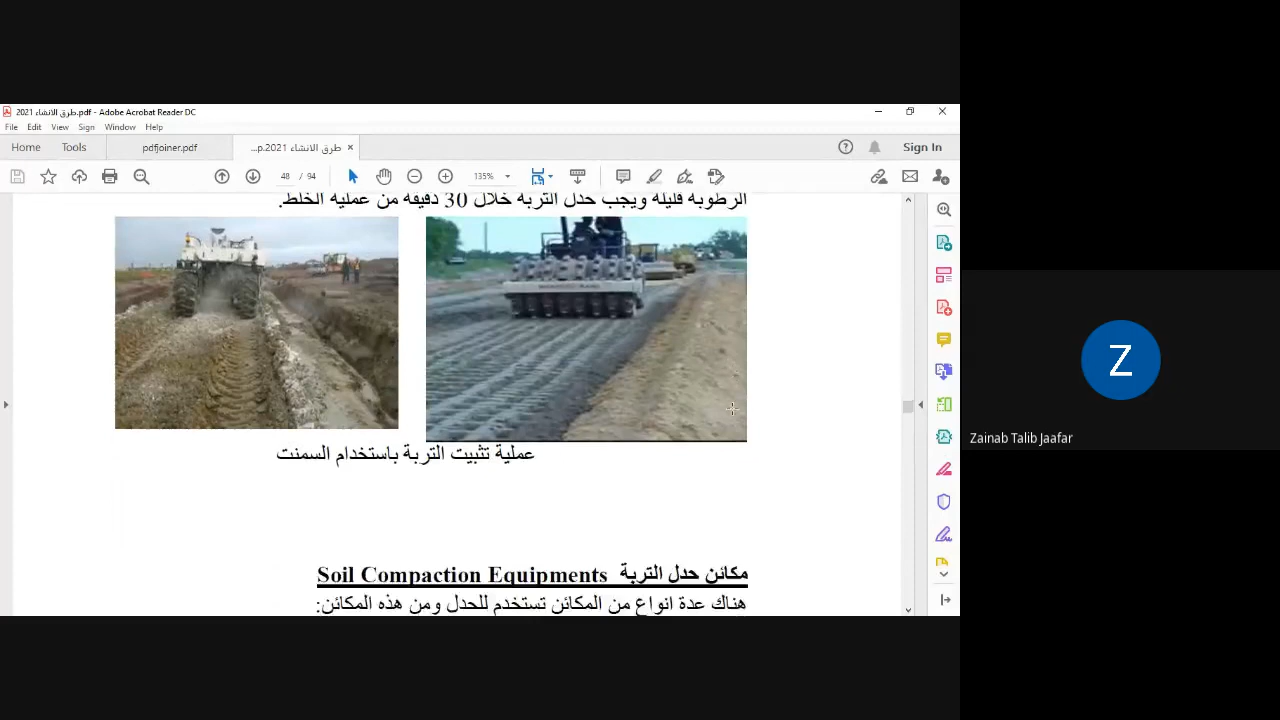 طرق الانشاء 2021.pdf - Adobe Acrobat Reader DC
File Edit View Sign Window Help
Home Tools pdfjoiner.pdf طرق الانشاء 2021.p... × Sign In
48 / 94 135%
الرطوبة قليلة ويجب حدل التربة خلال 30 دقيقة من عملية الخلط.
عملية تثبيت التربة باستخدام السمنت
مكائن حدل التربة Soil Compaction Equipments
هناك عدة انواع من المكائن تستخدم للحدل ومن هذه المكائن:
Z
Zainab Talib Jaafar